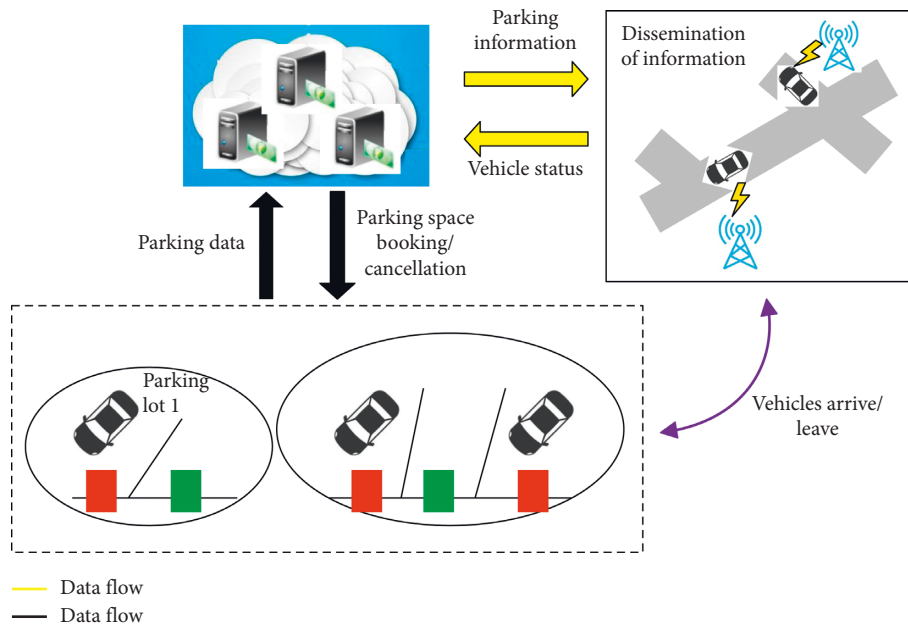 Parking
information
Dissemination
of information
Vehicle status
Parking data
Parking space
booking/
cancellation
Parking
lot 1
Vehicles arrive/
leave
Data flow
Data flow